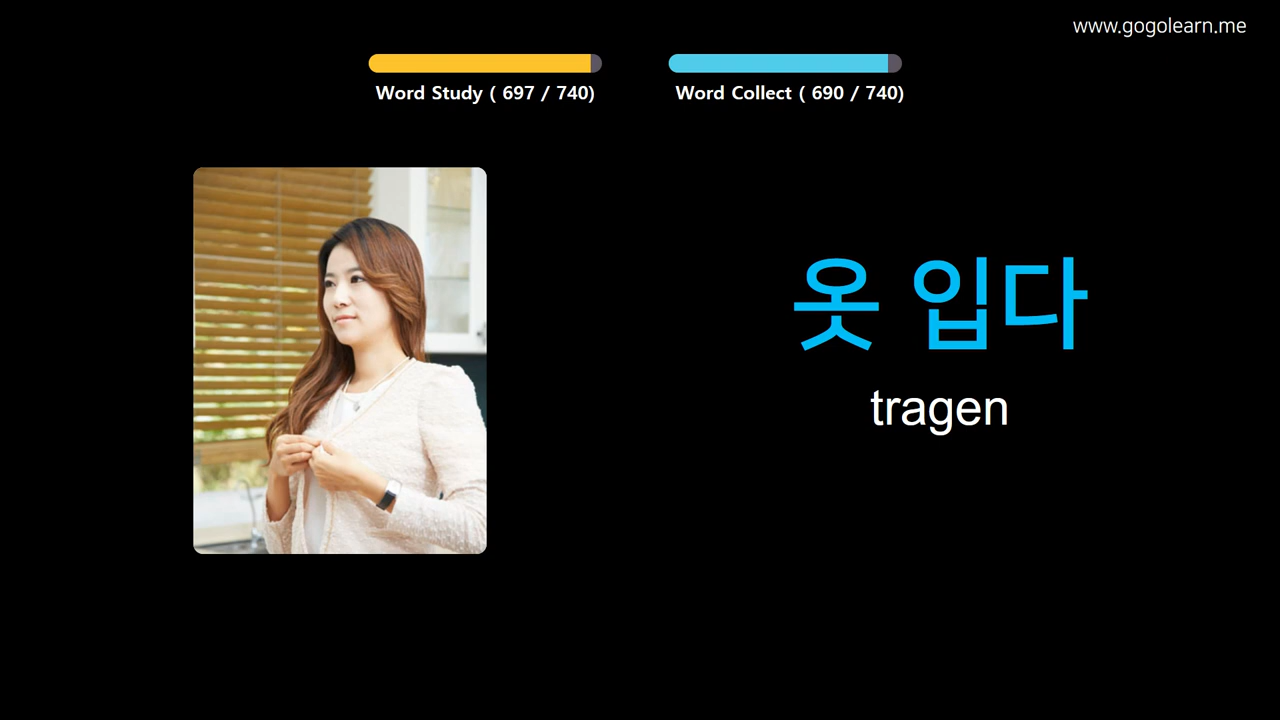 www.gogolearn.me
Word Study ( 697 / 740)
Word Collect ( 690 / 740)
옷 입다
tragen